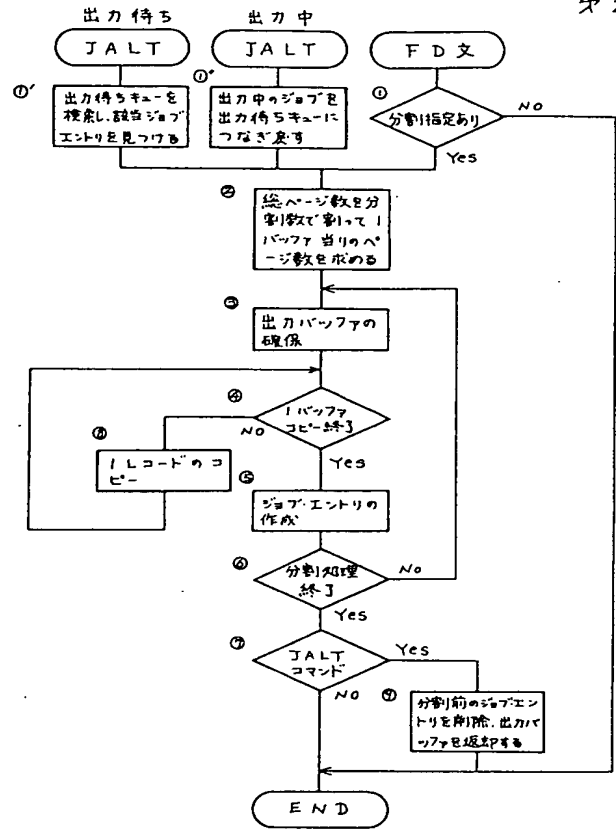 第2
出力待ち
出力中
JALT
JALT
FD文
①'
出力待ちキューを
検索し、該当ジョブ
エントリを見つける
①"
出力中のジョブを
出力待ちキューに
つなぎ戻す
①
分割指定あり
NO
Yes
②
総ページ数を分
割数で割って1
バッファ当りのペ
ージ数を求める
③
出力バッファの
確保
④
1バッファ
コピー終了
NO
Yes
⑧
1レコードのコ
ピー
⑤
ジョブ・エントリの
作成
⑥
分割処理
終了
NO
Yes
⑦
JALT
コマンド
Yes
NO
⑨
分割前のジョブエン
トリを削除、出力バ
ッファを返却する
END